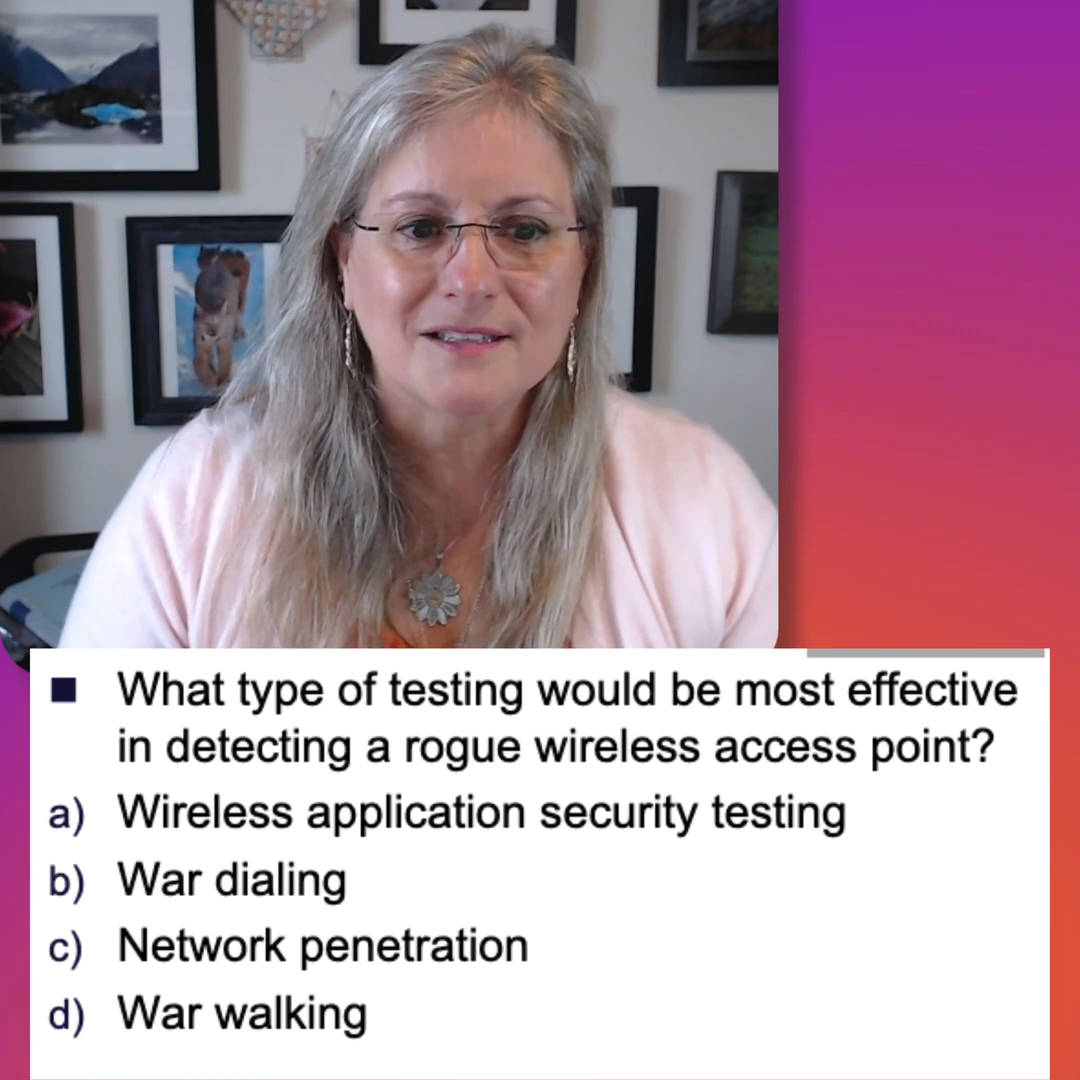 ■ What type of testing would be most effective
in detecting a rogue wireless access point?
a) Wireless application security testing
b) War dialing
c) Network penetration
d) War walking